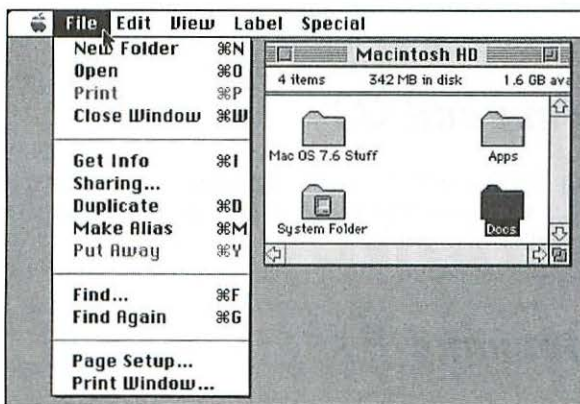 File Edit View Label Special
New Folder ⌘N
Open ⌘O
Print ⌘P
Close Window ⌘W
Get Info ⌘I
Sharing...
Duplicate ⌘D
Make Alias ⌘M
Put Away ⌘Y
Find... ⌘F
Find Again ⌘G
Page Setup...
Print Window...
Macintosh HD
4 items 342 MB in disk 1.6 GB ava
Mac OS 7.6 Stuff
Apps
System Folder
Docs